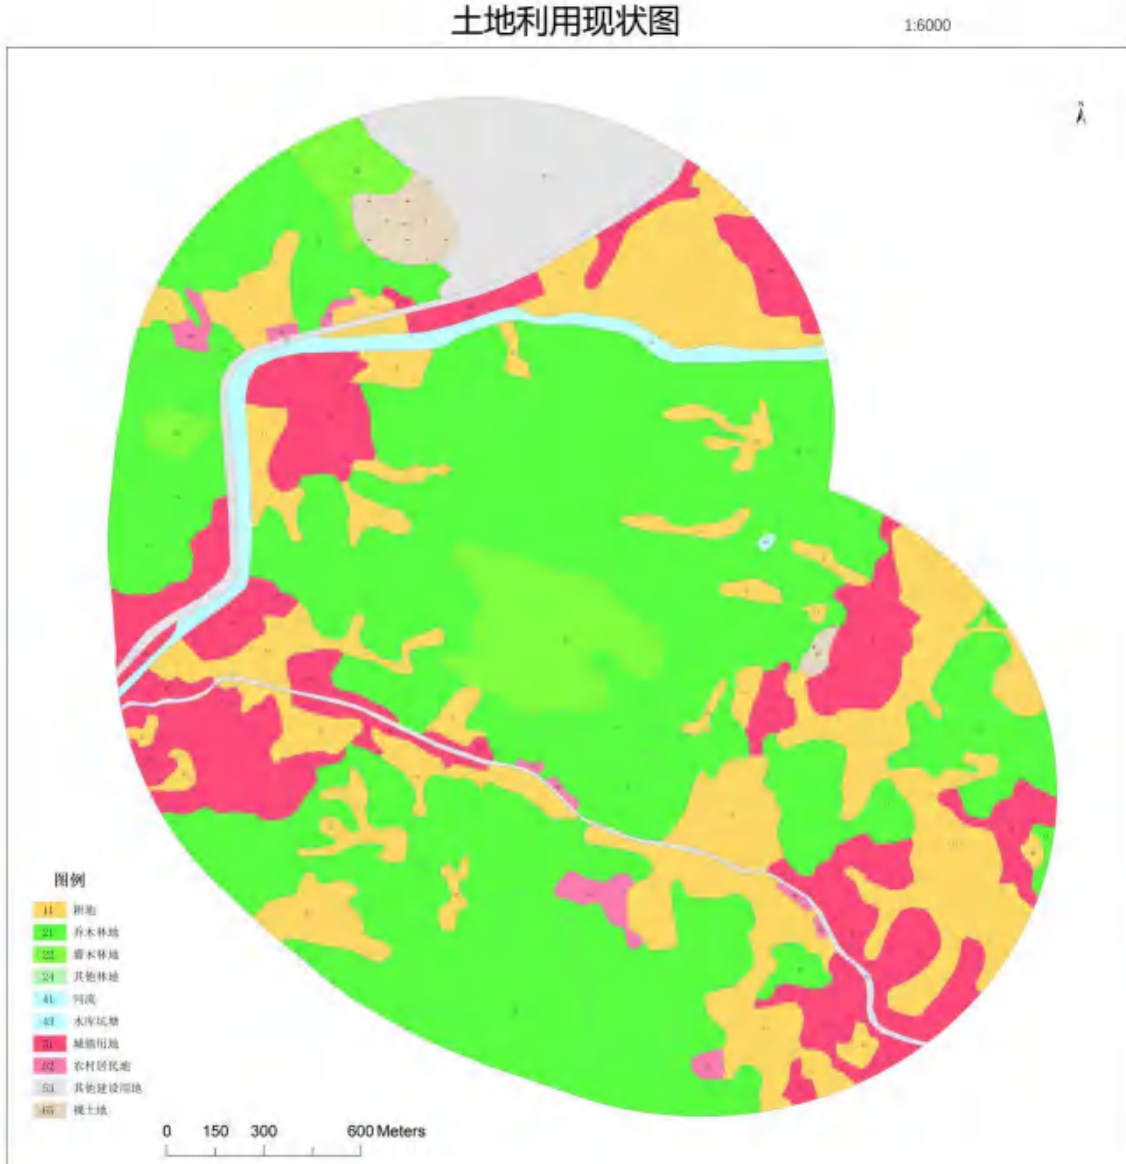 土地利用现状图
1:6000
N
图例
11 耕地
21 乔木林地
22 灌木林地
24 其他林地
41 河流
43 水库坑塘
51 城镇用地
52 农村居民地
53 其他建设用地
65 裸土地
0 150 300 600 Meters